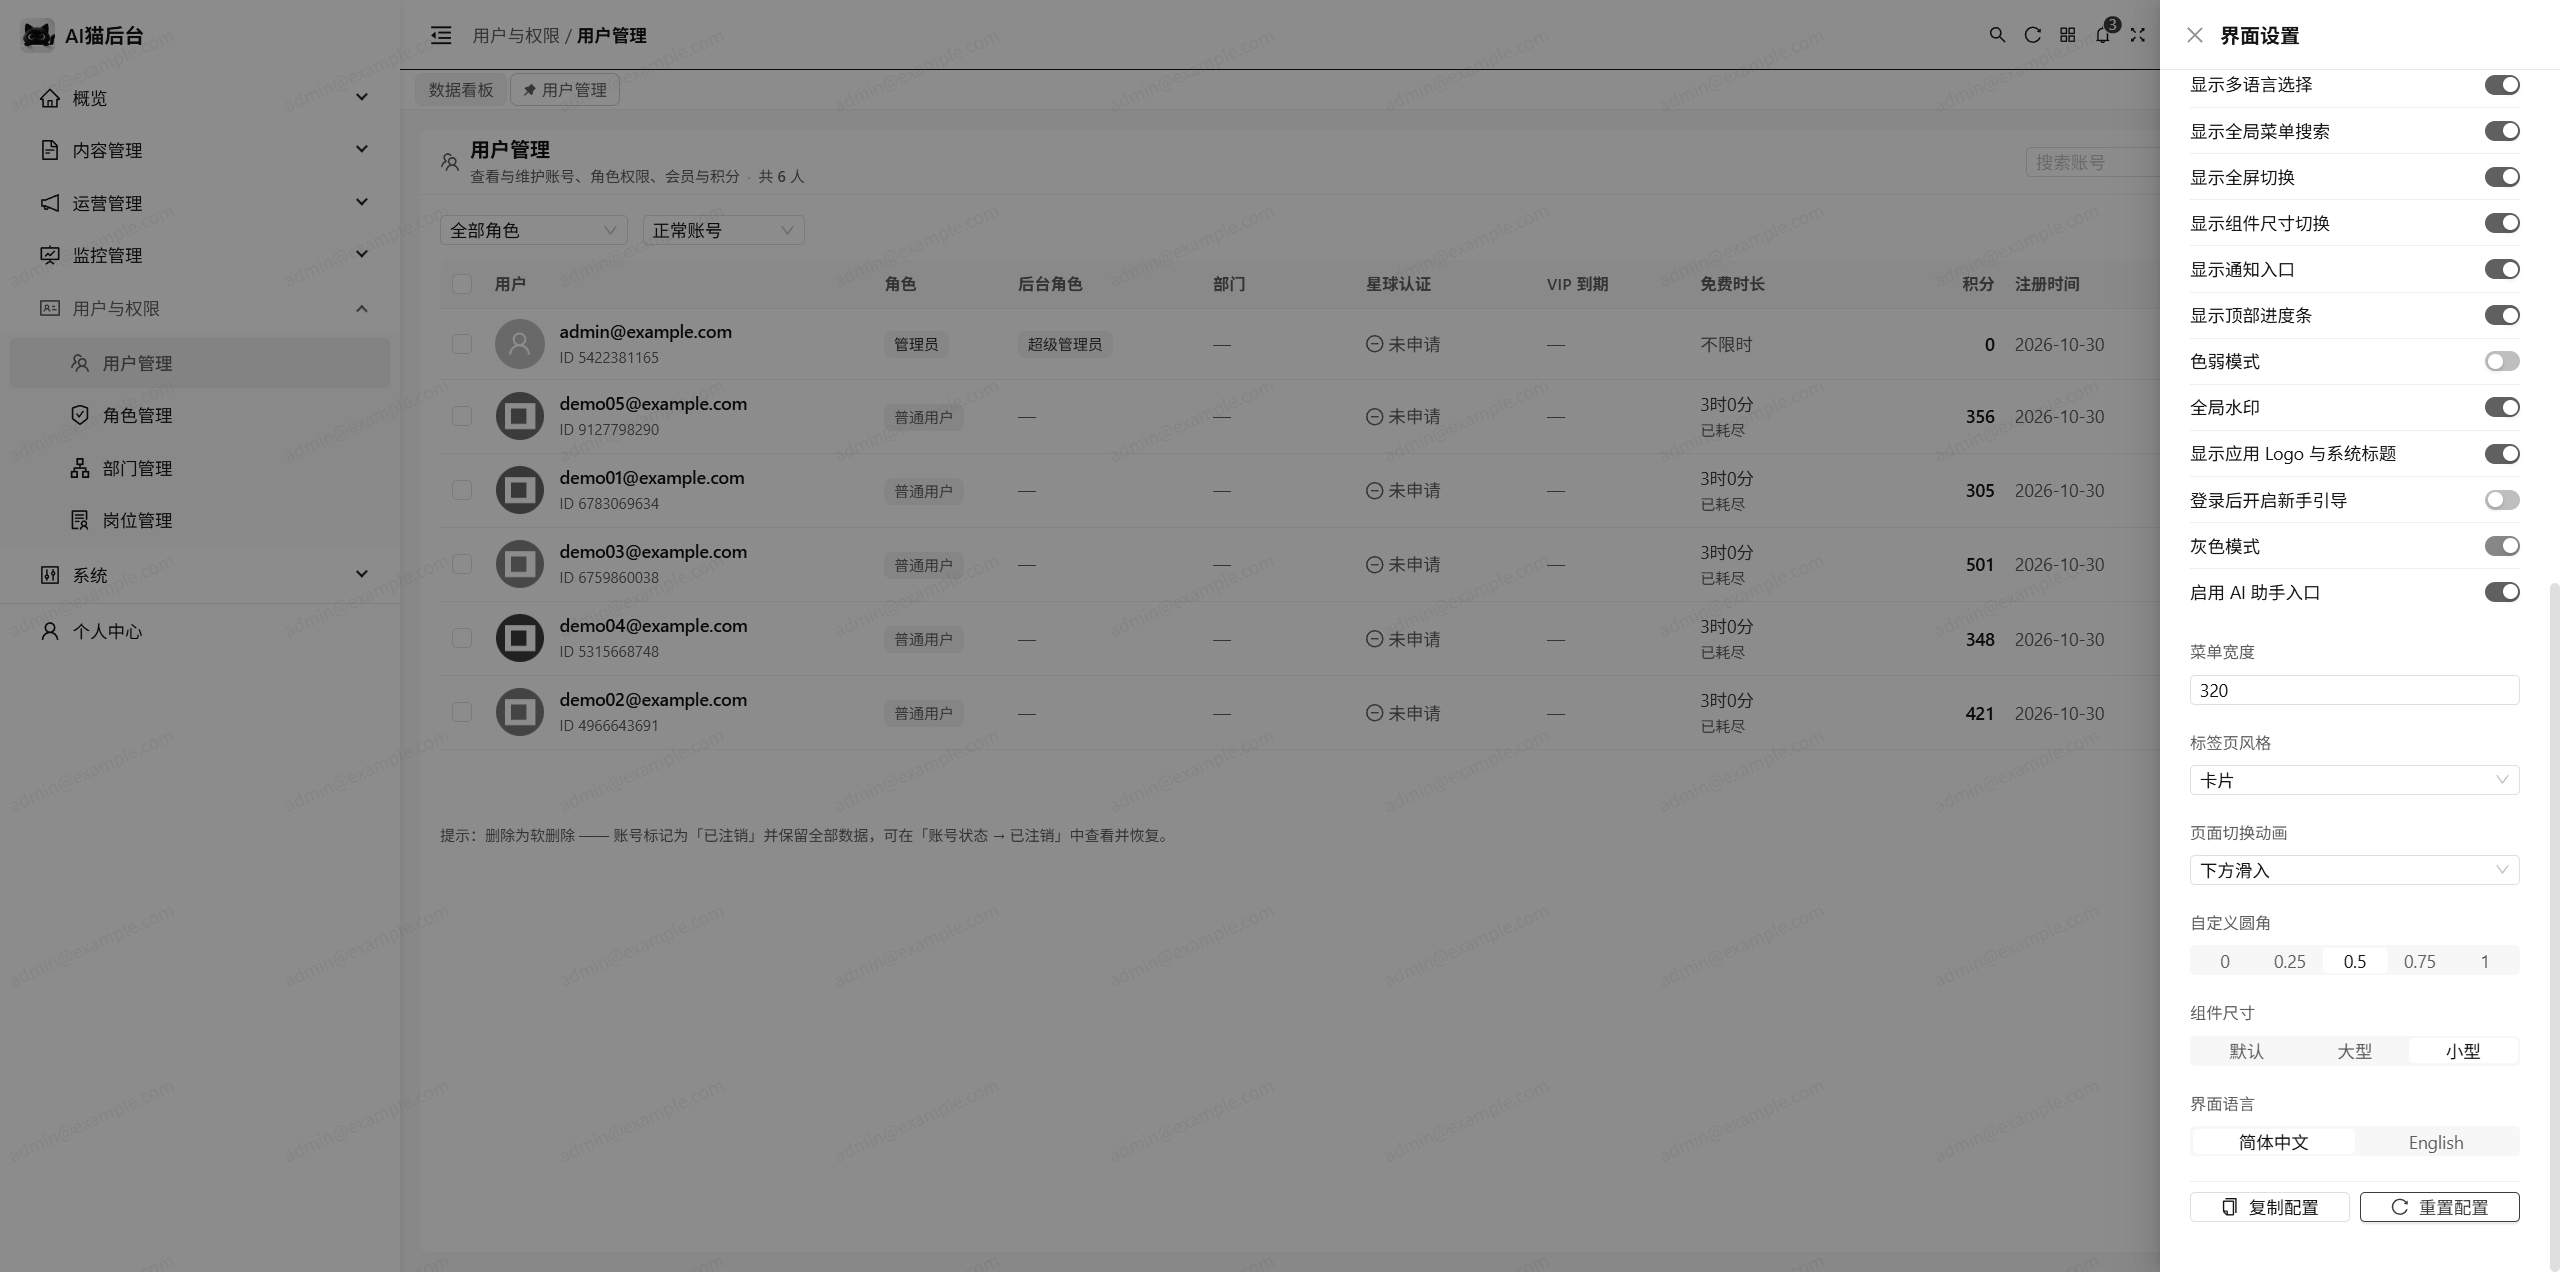 AI猫后台
概览
内容管理
运营管理
监控管理
用户与权限
用户管理
角色管理
部门管理
岗位管理
系统
个人中心
用户与权限 / 用户管理
3
数据看板
用户管理
用户管理
查看与维护账号、角色权限、会员与积分 · 共 6 人
搜索账号
全部角色
正常账号
用户 角色 后台角色 部门 星球认证 VIP 到期 免费时长 积分 注册时间
admin@example.com
ID 5422381165
管理员 超级管理员 — 未申请 — 不限时 0 2026-10-30
demo05@example.com
ID 9127798290
普通用户 — — 未申请 — 3时0分 356 2026-10-30
已耗尽
demo01@example.com
ID 6783069634
普通用户 — — 未申请 — 3时0分 305 2026-10-30
已耗尽
demo03@example.com
ID 6759860038
普通用户 — — 未申请 — 3时0分 501 2026-10-30
已耗尽
demo04@example.com
ID 5315668748
普通用户 — — 未申请 — 3时0分 348 2026-10-30
已耗尽
demo02@example.com
ID 4966643691
普通用户 — — 未申请 — 3时0分 421 2026-10-30
已耗尽
提示：删除为软删除 —— 账号标记为「已注销」并保留全部数据，可在「账号状态 → 已注销」中查看并恢复。
界面设置
显示多语言选择
显示全局菜单搜索
显示全屏切换
显示组件尺寸切换
显示通知入口
显示顶部进度条
色弱模式
全局水印
显示应用 Logo 与系统标题
登录后开启新手引导
灰色模式
启用 AI 助手入口
菜单宽度
320
标签页风格
卡片
页面切换动画
下方滑入
自定义圆角
0 0.25 0.5 0.75 1
组件尺寸
默认 大型 小型
界面语言
简体中文 English
复制配置 重置配置
admin@example.com